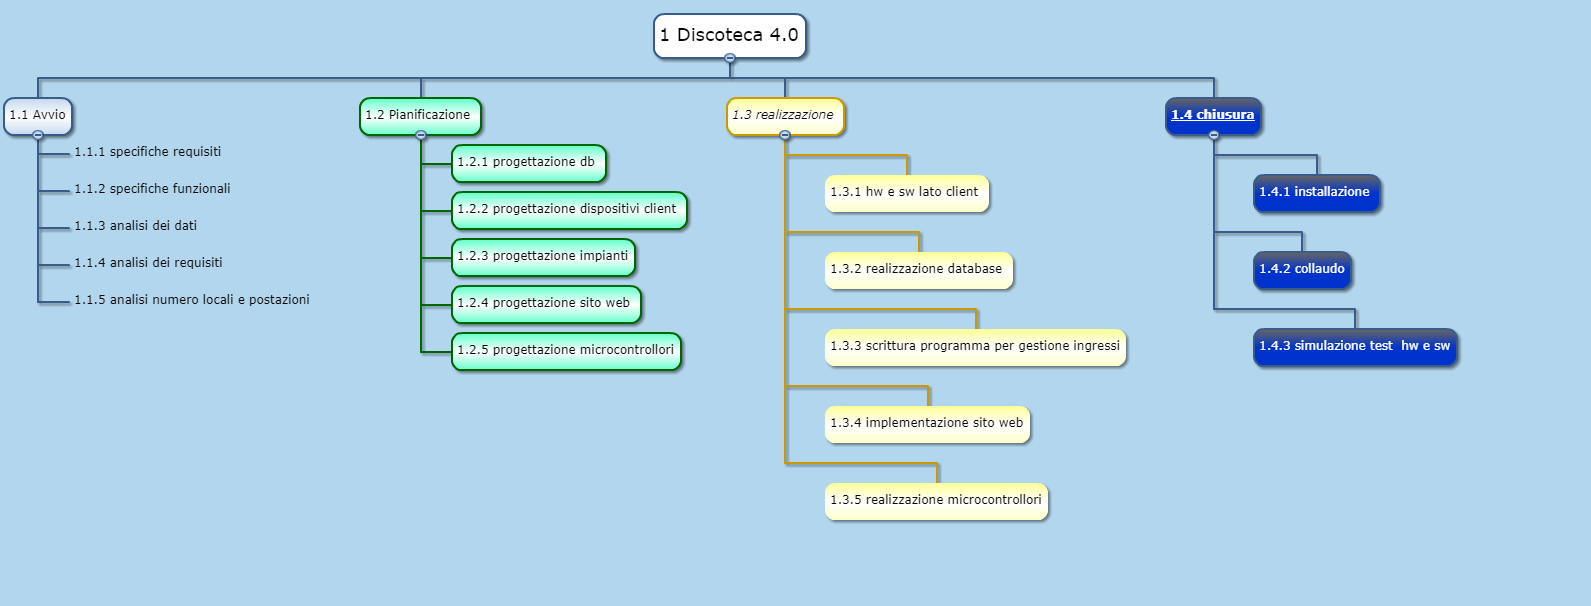 1 Discoteca 4.0
1.1 Avvio
1.1.1 specifiche requisiti
1.1.2 specifiche funzionali
1.1.3 analisi dei dati
1.1.4 analisi dei requisiti
1.1.5 analisi numero locali e postazioni
1.2 Pianificazione
1.2.1 progettazione db
1.2.2 progettazione dispositivi client
1.2.3 progettazione impianti
1.2.4 progettazione sito web
1.2.5 progettazione microcontrollori
1.3 realizzazione
1.3.1 hw e sw lato client
1.3.2 realizzazione database
1.3.3 scrittura programma per gestione ingressi
1.3.4 implementazione sito web
1.3.5 realizzazione microcontrollori
1.4 chiusura
1.4.1 installazione
1.4.2 collaudo
1.4.3 simulazione test  hw e sw